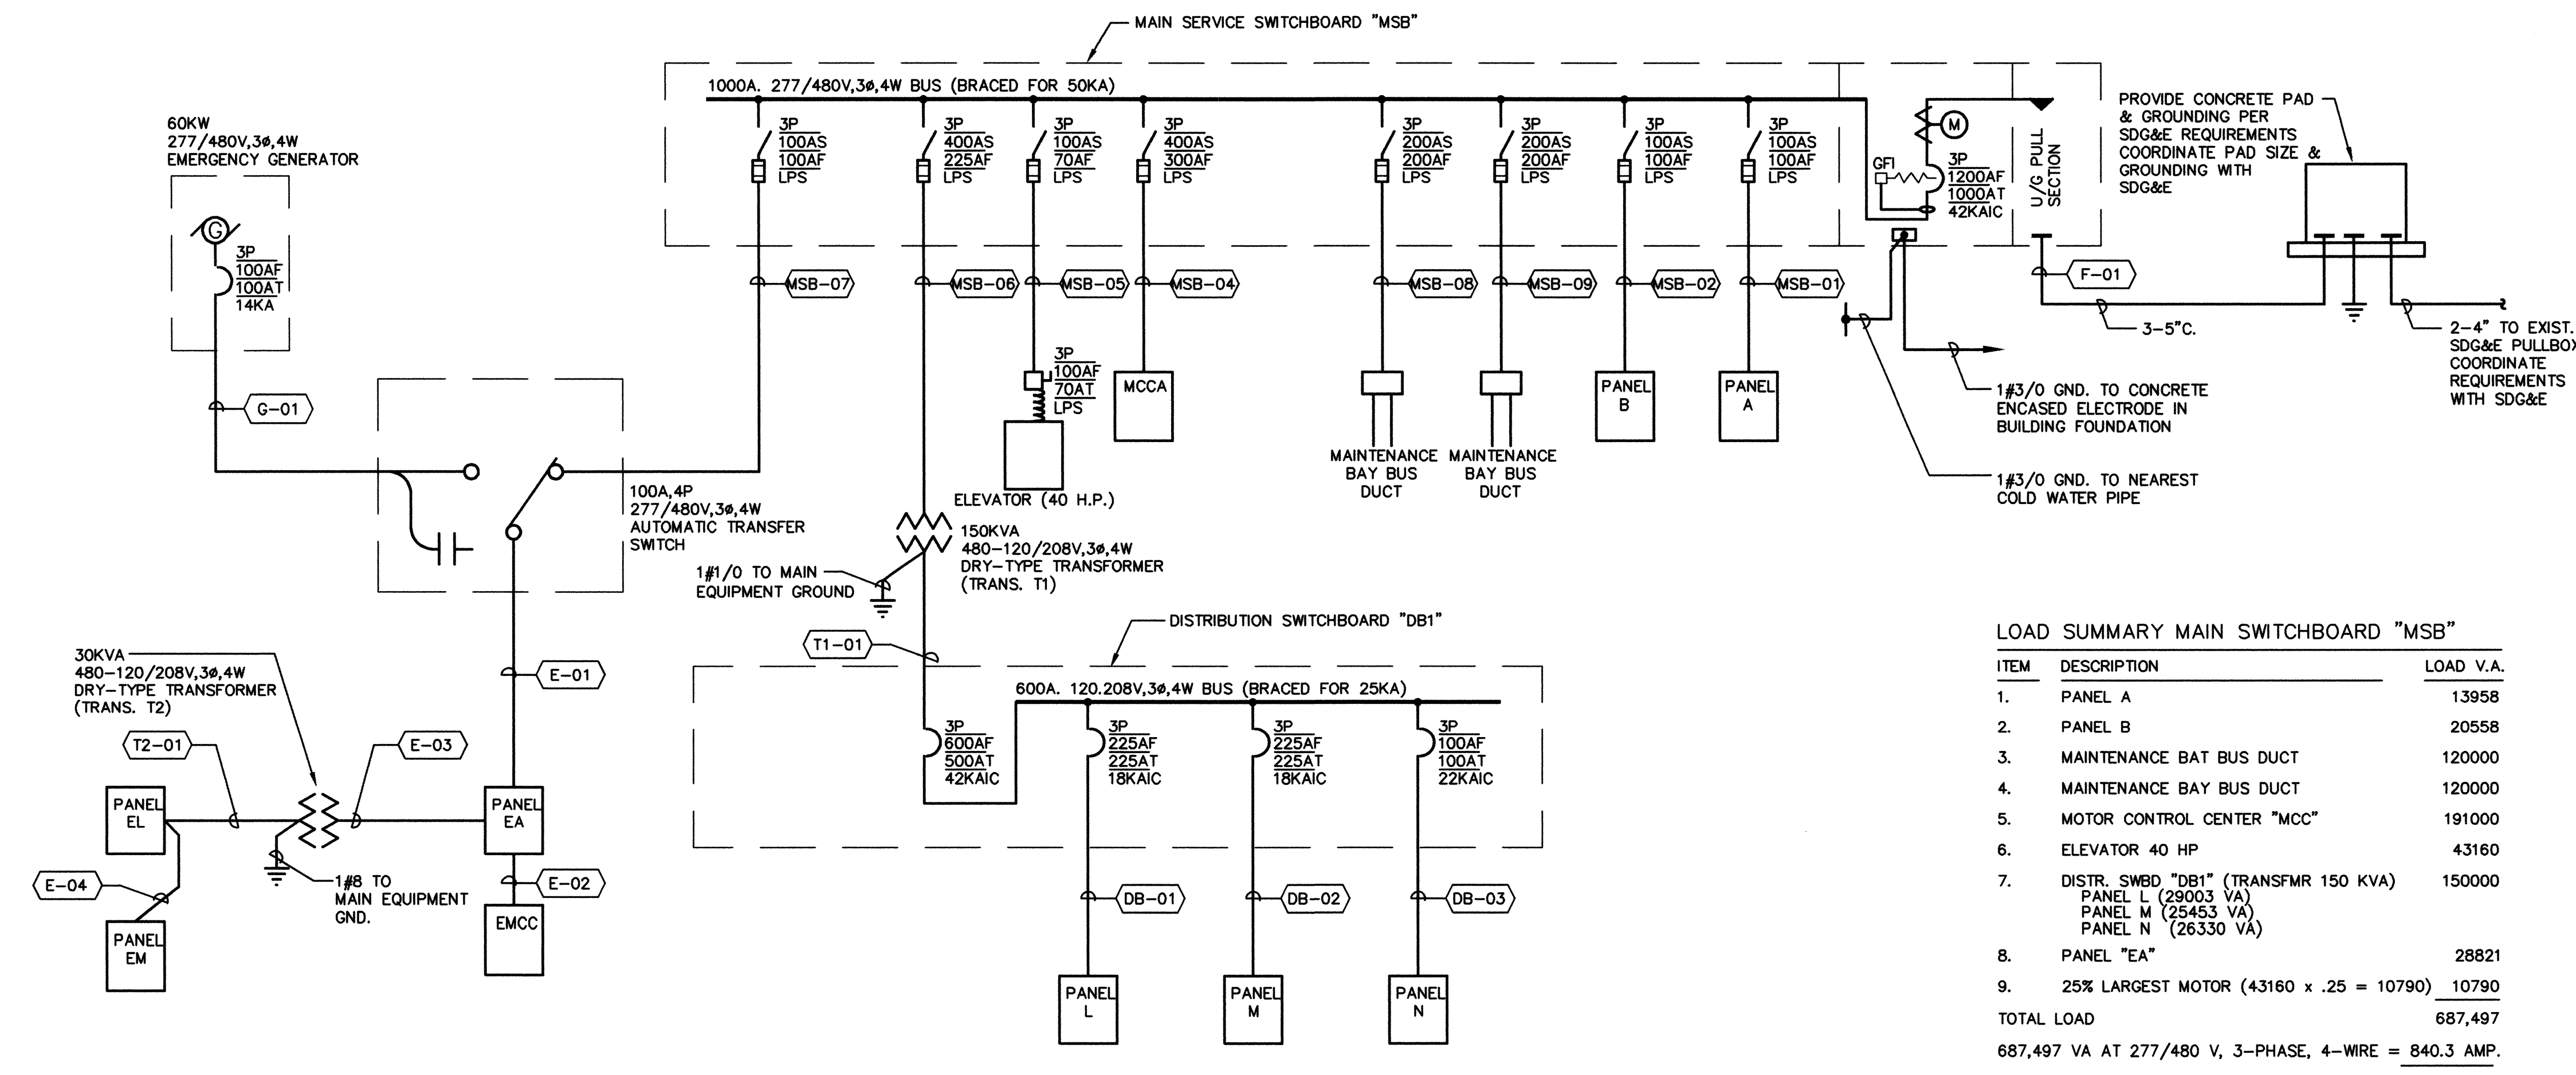 MAIN SERVICE SWITCHBOARD "MSB"
1000A. 277/480V,3ø,4W BUS (BRACED FOR 50KA)
60KW
277/480V,3ø,4W
EMERGENCY GENERATOR
G
3P
100AF
100AT
14KA
3P
100AS
100AF
LPS
3P
400AS
225AF
LPS
3P
100AS
70AF
LPS
3P
400AS
300AF
LPS
3P
200AS
200AF
LPS
3P
200AS
200AF
LPS
3P
100AS
100AF
LPS
3P
100AS
100AF
LPS
GFI
M
3P
1200AF
1000AT
42KAIC
U/G PULL
SECTION
PROVIDE CONCRETE PAD
& GROUNDING PER
SDG&E REQUIREMENTS
COORDINATE PAD SIZE &
GROUNDING WITH
SDG&E
MSB-07
MSB-06
MSB-05
MSB-04
MSB-08
MSB-09
MSB-02
MSB-01
F-01
3-5"C.
2-4" TO EXIST.
SDG&E PULLBOX
COORDINATE
REQUIREMENTS
WITH SDG&E
G-01
3P
100AF
70AT
LPS
MCCA
PANEL
B
PANEL
A
ELEVATOR (40 H.P.)
MAINTENANCE
BAY BUS
DUCT
MAINTENANCE
BAY BUS
DUCT
1#3/0 GND. TO CONCRETE
ENCASED ELECTRODE IN
BUILDING FOUNDATION
1#3/0 GND. TO NEAREST
COLD WATER PIPE
100A,4P
277/480V,3ø,4W
AUTOMATIC TRANSFER
SWITCH
150KVA
480-120/208V,3ø,4W
DRY-TYPE TRANSFORMER
(TRANS. T1)
1#1/0 TO MAIN
EQUIPMENT GROUND
DISTRIBUTION SWITCHBOARD "DB1"
T1-01
600A. 120.208V,3ø,4W BUS (BRACED FOR 25KA)
3P
600AF
500AT
42KAIC
3P
225AF
225AT
18KAIC
3P
225AF
225AT
18KAIC
3P
100AF
100AT
22KAIC
30KVA
480-120/208V,3ø,4W
DRY-TYPE TRANSFORMER
(TRANS. T2)
E-01
T2-01
E-03
PANEL
EL
PANEL
EA
E-04
1#8 TO
MAIN EQUIPMENT
GND.
E-02
PANEL
EM
EMCC
DB-01
DB-02
DB-03
PANEL
L
PANEL
M
PANEL
N
LOAD SUMMARY MAIN SWITCHBOARD "MSB"
ITEM DESCRIPTION LOAD V.A.
1. PANEL A 13958
2. PANEL B 20558
3. MAINTENANCE BAT BUS DUCT 120000
4. MAINTENANCE BAY BUS DUCT 120000
5. MOTOR CONTROL CENTER "MCC" 191000
6. ELEVATOR 40 HP 43160
7. DISTR. SWBD "DB1" (TRANSFMR 150 KVA) 150000
PANEL L (29003 VA)
PANEL M (25453 VA)
PANEL N (26330 VA)
8. PANEL "EA" 28821
9. 25% LARGEST MOTOR (43160 x .25 = 10790) 10790
TOTAL LOAD 687,497
687,497 VA AT 277/480 V, 3-PHASE, 4-WIRE = 840.3 AMP.